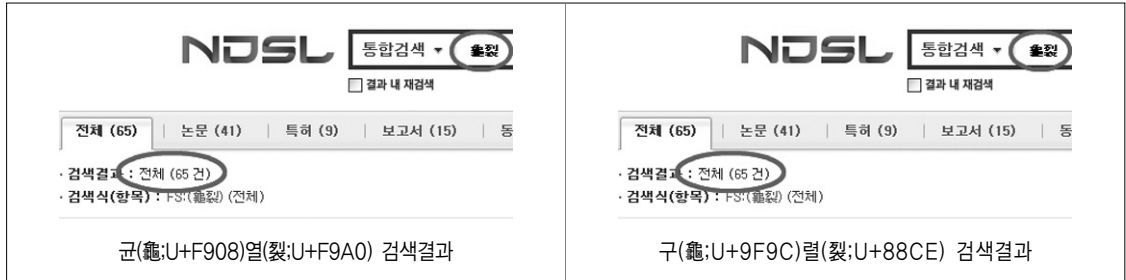 NDSL 통합검색 ▼ 龜裂
결과 내 재검색
전체 (65) | 논문 (41) | 특허 (9) | 보고서 (15) | 동
· 검색결과 : 전체 (65 건)
· 검색식(항목) : FS:(龜裂) (전체)
균(龜;U+F908)열(裂;U+F9A0) 검색결과
NDSL 통합검색 ▼ 龜裂
결과 내 재검색
전체 (65) | 논문 (41) | 특허 (9) | 보고서 (15) | 동
· 검색결과 : 전체 (65 건)
· 검색식(항목) : FS:(龜裂) (전체)
구(龜;U+9F9C)렬(裂;U+88CE) 검색결과